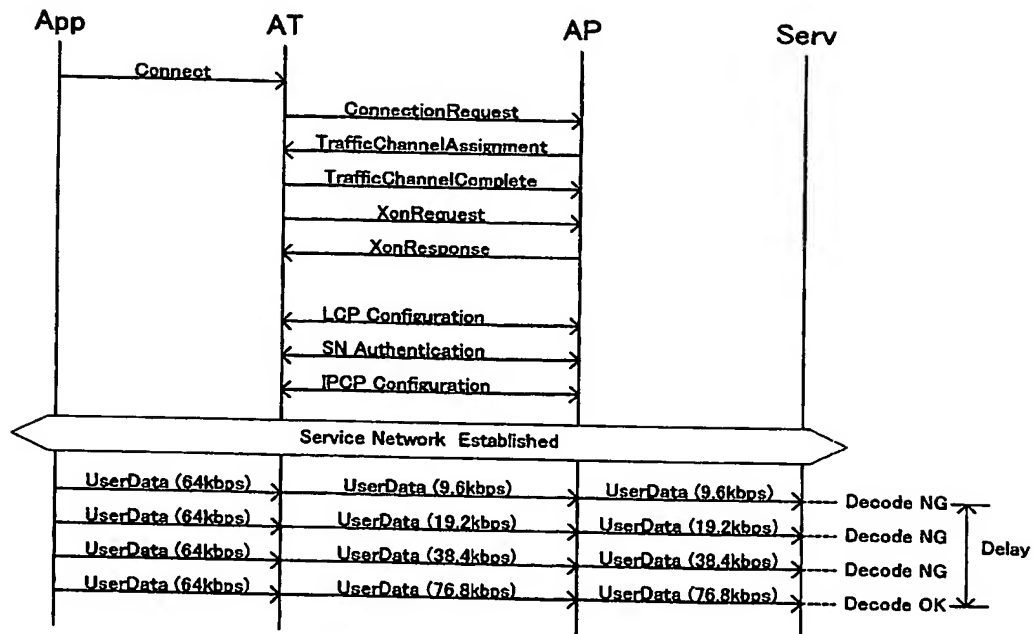 App AT AP Serv
Connect
ConnectionRequest
TrafficChannelAssignment
TrafficChannelComplete
XonRequest
XonResponse
LCP Configuration
SN Authentication
IPCP Configuration
Service Network Established
UserData (64kbps) UserData (9.6kbps) UserData (9.6kbps) Decode NG
UserData (64kbps) UserData (19.2kbps) UserData (19.2kbps) Decode NG
Delay
UserData (64kbps) UserData (38.4kbps) UserData (38.4kbps) Decode NG
UserData (64kbps) UserData (76.8kbps) UserData (76.8kbps) Decode OK